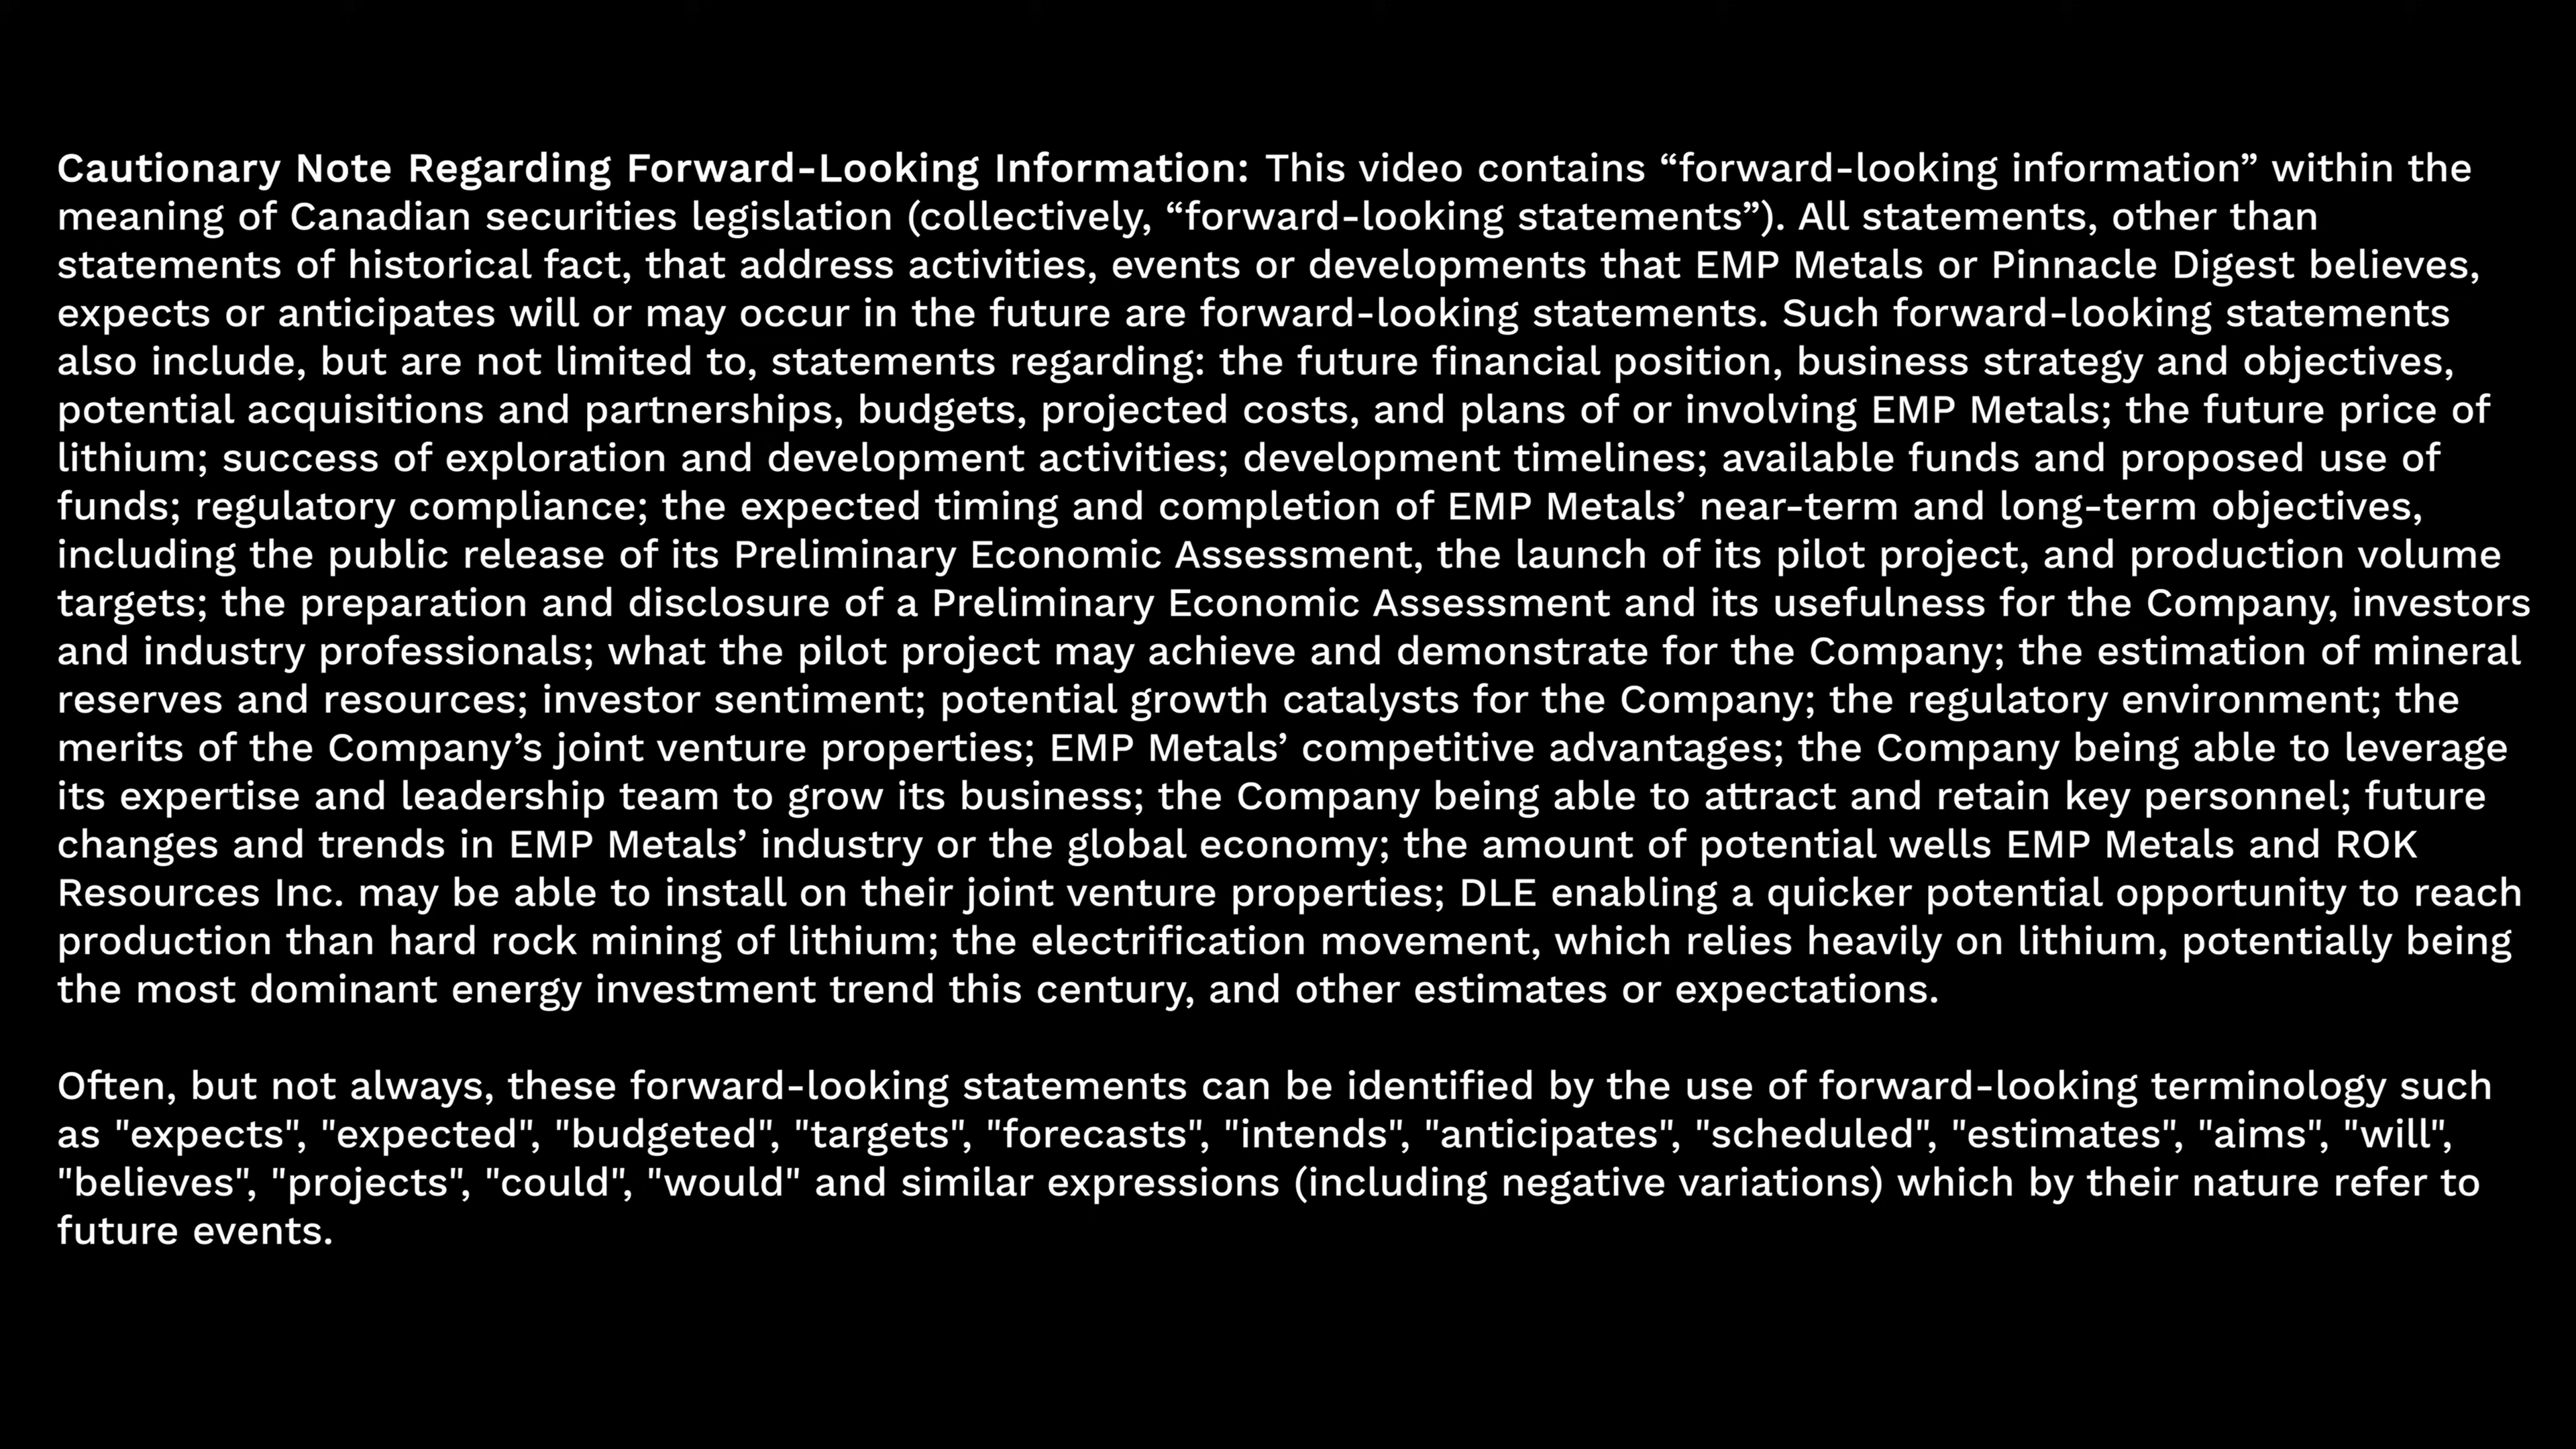 Cautionary Note Regarding Forward-Looking Information: This video contains “forward-looking information” within the
meaning of Canadian securities legislation (collectively, “forward-looking statements”). All statements, other than
statements of historical fact, that address activities, events or developments that EMP Metals or Pinnacle Digest believes,
expects or anticipates will or may occur in the future are forward-looking statements. Such forward-looking statements
also include, but are not limited to, statements regarding: the future financial position, business strategy and objectives,
potential acquisitions and partnerships, budgets, projected costs, and plans of or involving EMP Metals; the future price of
lithium; success of exploration and development activities; development timelines; available funds and proposed use of
funds; regulatory compliance; the expected timing and completion of EMP Metals’ near-term and long-term objectives,
including the public release of its Preliminary Economic Assessment, the launch of its pilot project, and production volume
targets; the preparation and disclosure of a Preliminary Economic Assessment and its usefulness for the Company, investors
and industry professionals; what the pilot project may achieve and demonstrate for the Company; the estimation of mineral
reserves and resources; investor sentiment; potential growth catalysts for the Company; the regulatory environment; the
merits of the Company’s joint venture properties; EMP Metals’ competitive advantages; the Company being able to leverage
its expertise and leadership team to grow its business; the Company being able to attract and retain key personnel; future
changes and trends in EMP Metals’ industry or the global economy; the amount of potential wells EMP Metals and ROK
Resources Inc. may be able to install on their joint venture properties; DLE enabling a quicker potential opportunity to reach
production than hard rock mining of lithium; the electrification movement, which relies heavily on lithium, potentially being
the most dominant energy investment trend this century, and other estimates or expectations.
Often, but not always, these forward-looking statements can be identified by the use of forward-looking terminology such
as "expects", "expected", "budgeted", "targets", "forecasts", "intends", "anticipates", "scheduled", "estimates", "aims", "will",
"believes", "projects", "could", "would" and similar expressions (including negative variations) which by their nature refer to
future events.